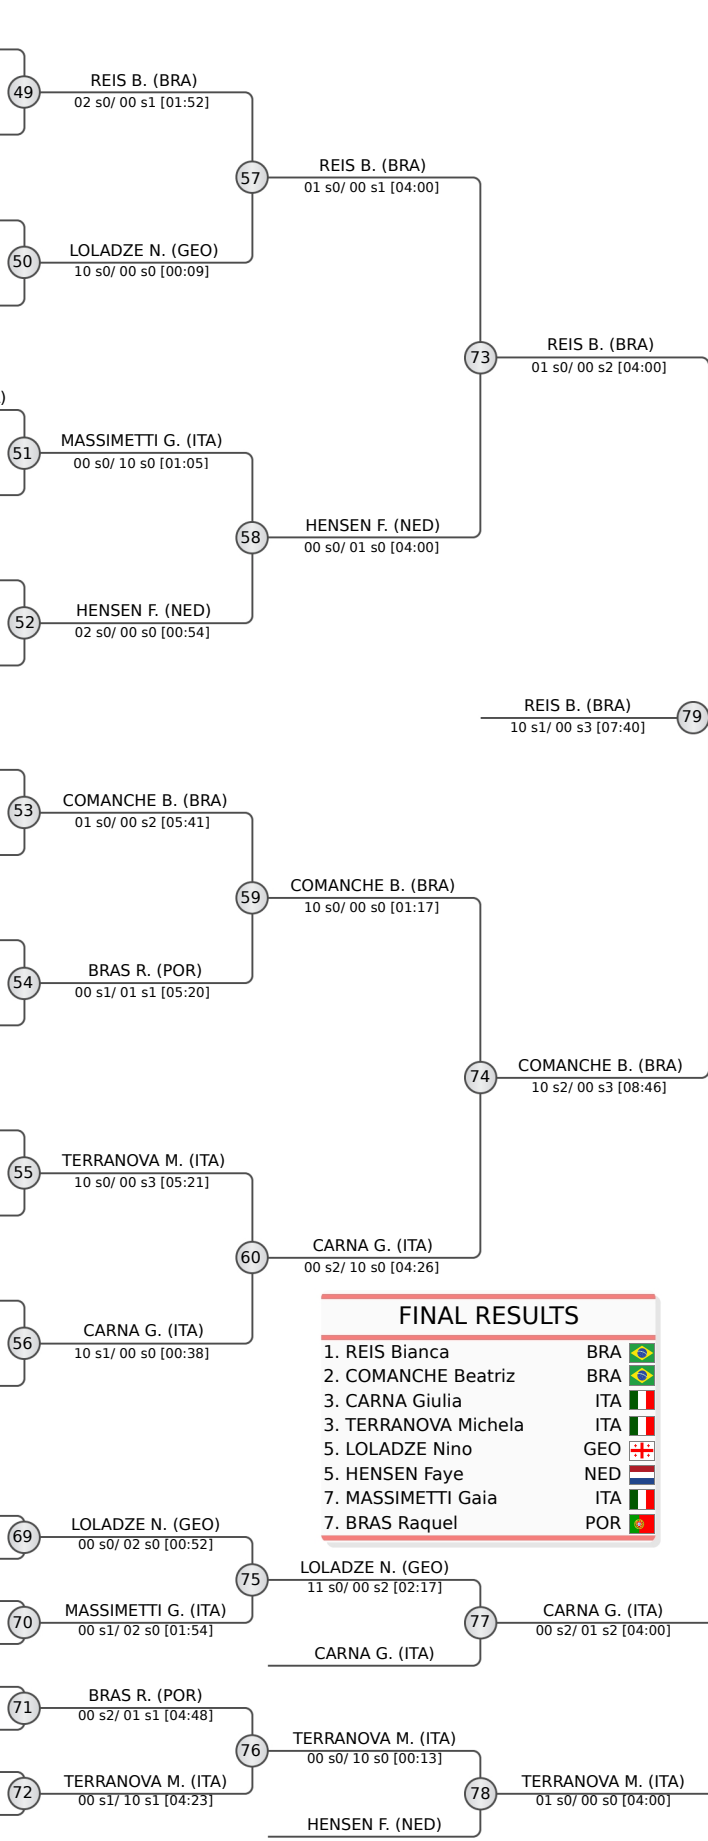 49
REIS B. (BRA)
02 s0/ 00 s1 [01:52]
57
REIS B. (BRA)
01 s0/ 00 s1 [04:00]
50
LOLADZE N. (GEO)
10 s0/ 00 s0 [00:09]
73
REIS B. (BRA)
01 s0/ 00 s2 [04:00]
)
51
MASSIMETTI G. (ITA)
00 s0/ 10 s0 [01:05]
58
HENSEN F. (NED)
00 s0/ 01 s0 [04:00]
52
HENSEN F. (NED)
02 s0/ 00 s0 [00:54]
REIS B. (BRA)
10 s1/ 00 s3 [07:40]
79
53
COMANCHE B. (BRA)
01 s0/ 00 s2 [05:41]
59
COMANCHE B. (BRA)
10 s0/ 00 s0 [01:17]
54
BRAS R. (POR)
00 s1/ 01 s1 [05:20]
74
COMANCHE B. (BRA)
10 s2/ 00 s3 [08:46]
55
TERRANOVA M. (ITA)
10 s0/ 00 s3 [05:21]
60
CARNA G. (ITA)
00 s2/ 10 s0 [04:26]
56
CARNA G. (ITA)
10 s1/ 00 s0 [00:38]
FINAL RESULTS
1. REIS Bianca BRA
2. COMANCHE Beatriz BRA
3. CARNA Giulia ITA
3. TERRANOVA Michela ITA
5. LOLADZE Nino GEO
5. HENSEN Faye NED
7. MASSIMETTI Gaia ITA
7. BRAS Raquel POR
69
LOLADZE N. (GEO)
00 s0/ 02 s0 [00:52]
75
LOLADZE N. (GEO)
11 s0/ 00 s2 [02:17]
70
MASSIMETTI G. (ITA)
00 s1/ 02 s0 [01:54]
77
CARNA G. (ITA)
00 s2/ 01 s2 [04:00]
CARNA G. (ITA)
71
BRAS R. (POR)
00 s2/ 01 s1 [04:48]
76
TERRANOVA M. (ITA)
00 s0/ 10 s0 [00:13]
72
TERRANOVA M. (ITA)
00 s1/ 10 s1 [04:23]
78
TERRANOVA M. (ITA)
01 s0/ 00 s0 [04:00]
HENSEN F. (NED)